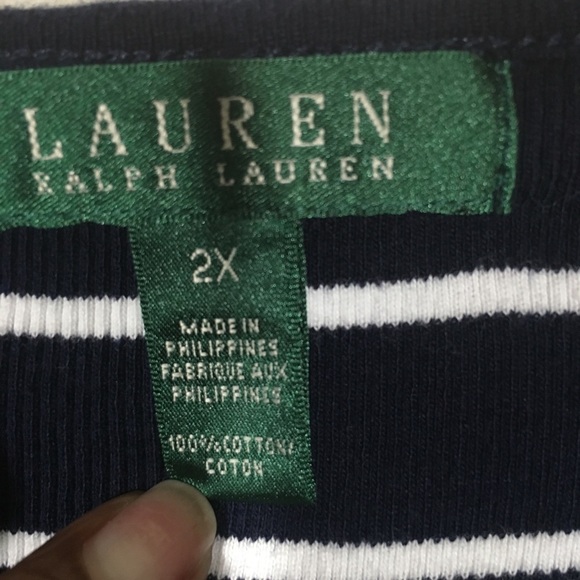 LAUREN
RALPH LAUREN
2X
MADE IN
PHILIPPINES
FABRIQUE AUX
PHILIPPINES
100% COTTON/
COTON